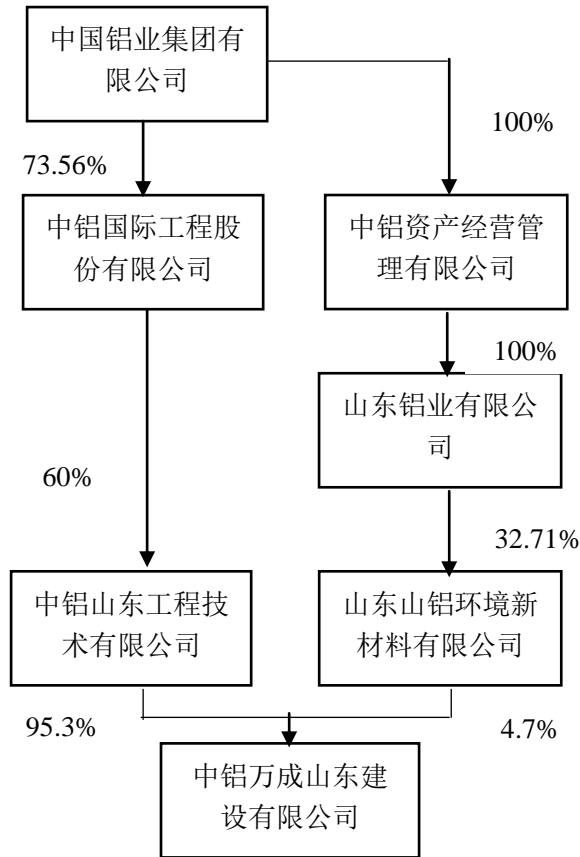 中国铝业集团有
限公司
100%
73.56%
中铝国际工程股
份有限公司
中铝资产经营管
理有限公司
100%
山东铝业有限公
司
60%
32.71%
中铝山东工程技
术有限公司
山东山铝环境新
材料有限公司
95.3%
4.7%
中铝万成山东建
设有限公司